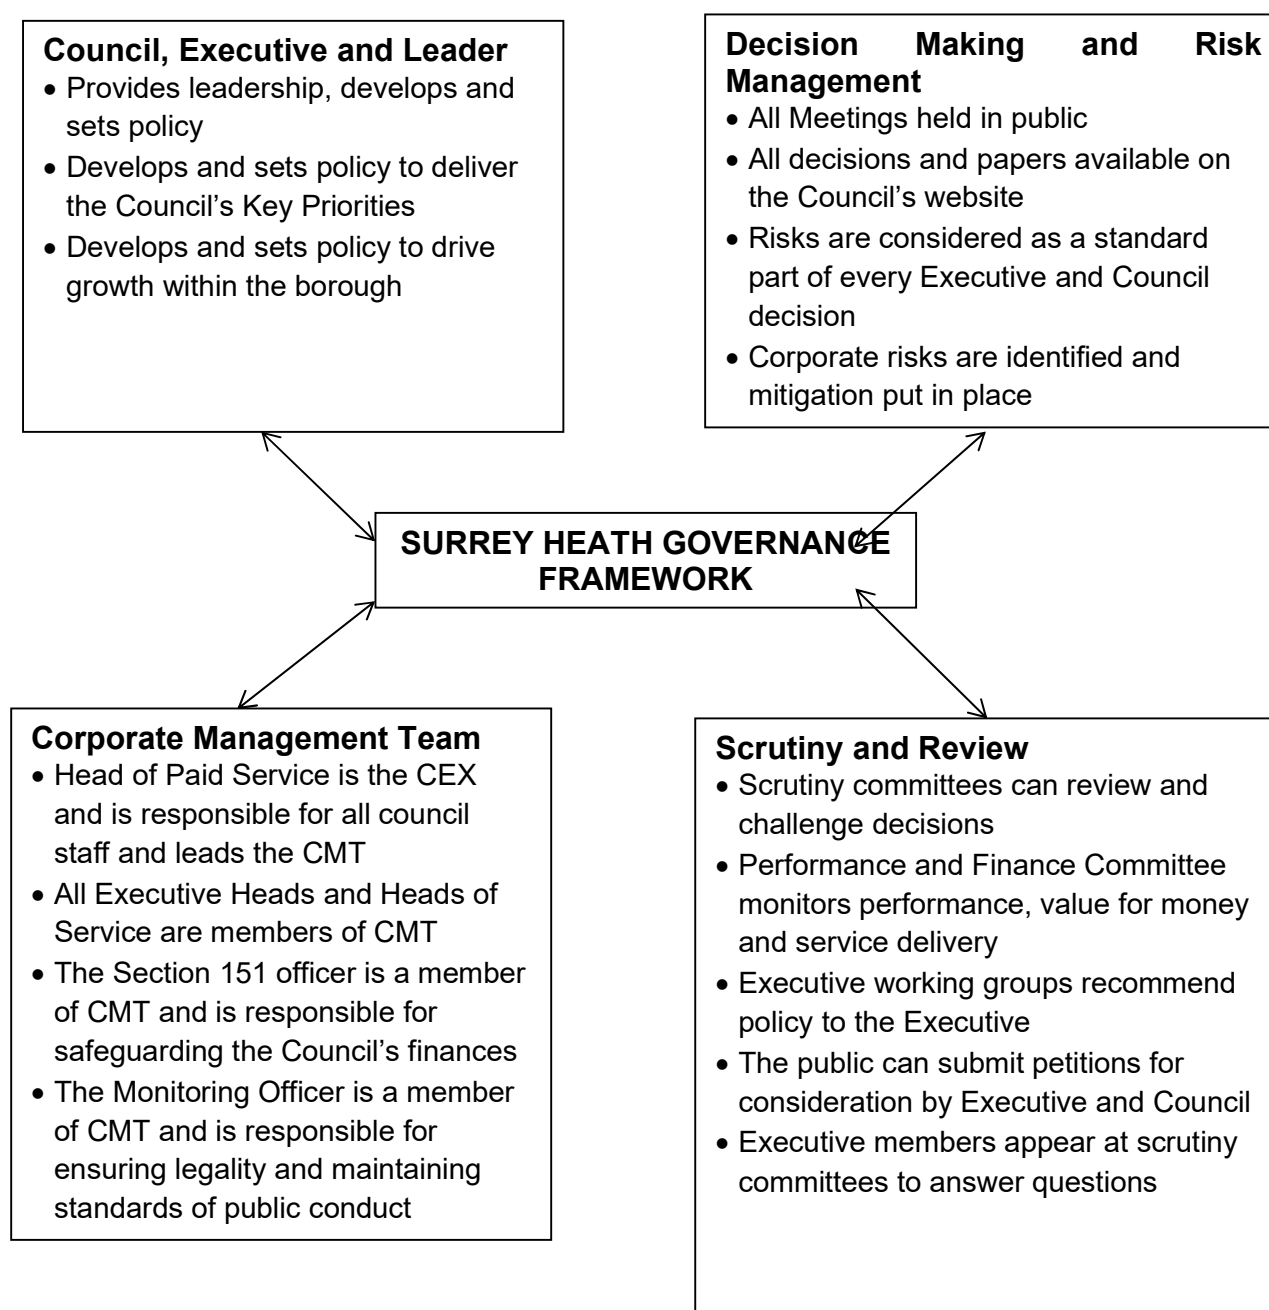 Council, Executive and Leader
• Provides leadership, develops and
sets policy
• Develops and sets policy to deliver
the Council’s Key Priorities
• Develops and sets policy to drive
growth within the borough
Decision Making and Risk
Management
• All Meetings held in public
• All decisions and papers available on
the Council’s website
• Risks are considered as a standard
part of every Executive and Council
decision
• Corporate risks are identified and
mitigation put in place
SURREY HEATH GOVERNANCE
FRAMEWORK
Corporate Management Team
• Head of Paid Service is the CEX
and is responsible for all council
staff and leads the CMT
• All Executive Heads and Heads of
Service are members of CMT
• The Section 151 officer is a member
of CMT and is responsible for
safeguarding the Council’s finances
• The Monitoring Officer is a member
of CMT and is responsible for
ensuring legality and maintaining
standards of public conduct
Scrutiny and Review
• Scrutiny committees can review and
challenge decisions
• Performance and Finance Committee
monitors performance, value for money
and service delivery
• Executive working groups recommend
policy to the Executive
• The public can submit petitions for
consideration by Executive and Council
• Executive members appear at scrutiny
committees to answer questions